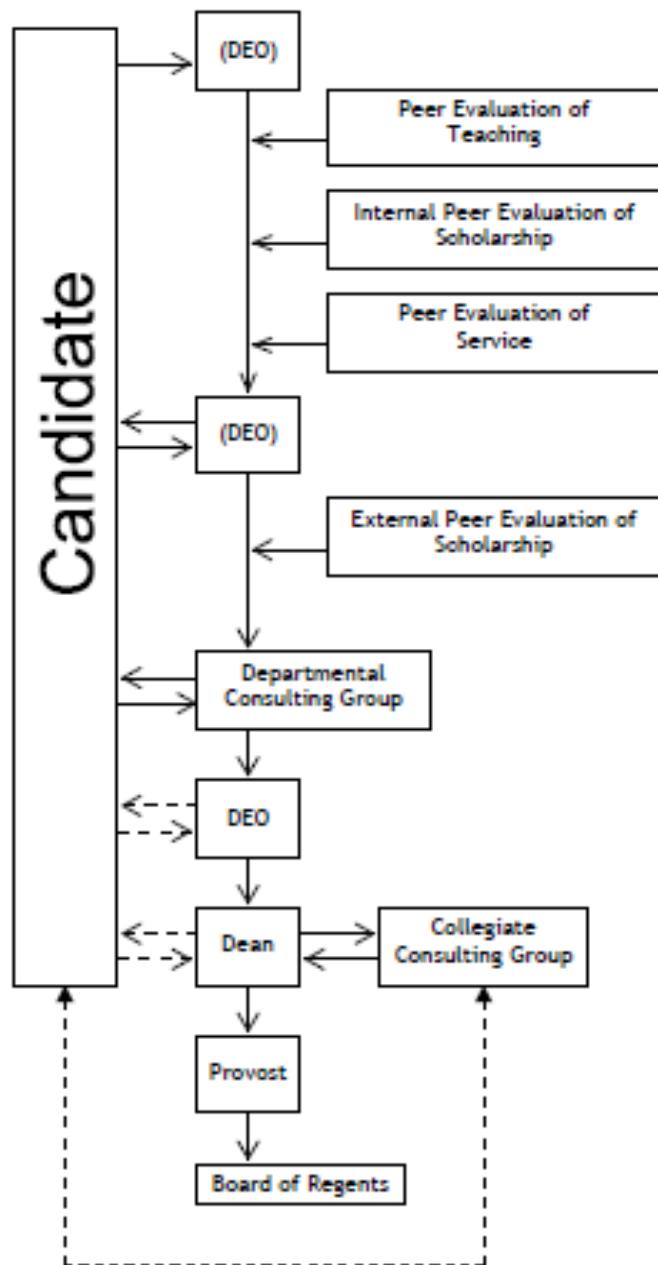 Candidate
(DEO)
Peer Evaluation of
Teaching
Internal Peer Evaluation of
Scholarship
Peer Evaluation of
Service
(DEO)
External Peer Evaluation of
Scholarship
Departmental
Consulting Group
DEO
Dean
Collegiate
Consulting Group
Provost
Board of Regents